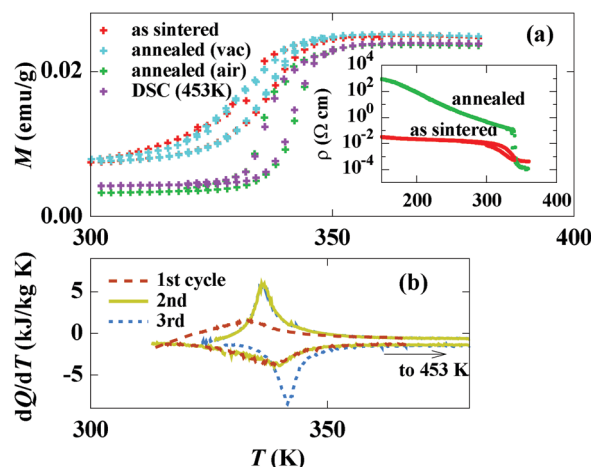 as sintered
annealed (vac)
annealed (air)
DSC (453K)
(a)
M (emu/g)
0.02
0.00
300
350
400
ρ (Ω cm)
10⁴
10²
10⁰
10⁻²
10⁻⁴
annealed
as sintered
200
300
400
(b)
1st cycle
2nd
3rd
dQ/dT (kJ/kg K)
5
0
-5
to 453 K
300
350
T (K)